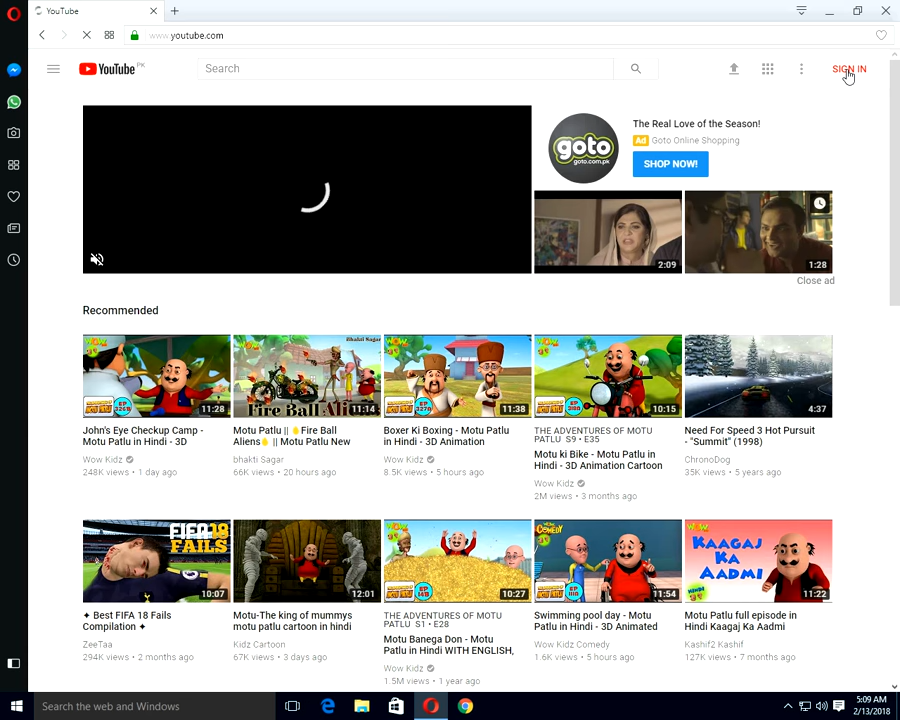 YouTube
www.youtube.com
YouTube PK
Search
SIGN IN
The Real Love of the Season!
Ad Goto Online Shopping
goto
goto.com.pk
SHOP NOW!
2:09
1:28
Close ad
Recommended
11:28
Bhakti Sagar
Fire Ball Ali
11:14
11:38
10:15
4:37
John's Eye Checkup Camp -
Motu Patlu in Hindi - 3D
Wow Kidz
248K views • 1 day ago
Motu Patlu || 🔥Fire Ball
Aliens🔥 || Motu Patlu New
bhakti Sagar
66K views • 20 hours ago
Boxer Ki Boxing - Motu Patlu
in Hindi - 3D Animation
Wow Kidz
8.5K views • 5 hours ago
THE ADVENTURES OF MOTU
PATLU S9 • E35
Motu ki Bike - Motu Patlu in
Hindi - 3D Animation Cartoon
Wow Kidz
2M views • 3 months ago
Need For Speed 3 Hot Pursuit
- "Summit" (1998)
ChronoDog
35K views • 5 years ago
FIFA 18
FAILS
10:07
12:01
10:27
WOW
COMEDY
11:54
KAAGAJ
KA
AADMI
11:22
✦ Best FIFA 18 Fails
Compilation ✦
ZeeTaa
294K views • 2 months ago
Motu-The king of mummys
motu patlu cartoon in hindi
Kidz Cartoon
67K views • 3 days ago
THE ADVENTURES OF MOTU
PATLU S1 • E28
Motu Banega Don - Motu
Patlu in Hindi WITH ENGLISH,
Wow Kidz
1.5M views • 1 year ago
Swimming pool day - Motu
Patlu in Hindi - 3D Animated
Wow Kidz Comedy
1.6K views • 5 hours ago
Motu Patlu full episode in
Hindi Kaagaj Ka Aadmi
Kashif2 Kashif
127K views • 7 months ago
Search the web and Windows
5:09 AM
2/13/2018